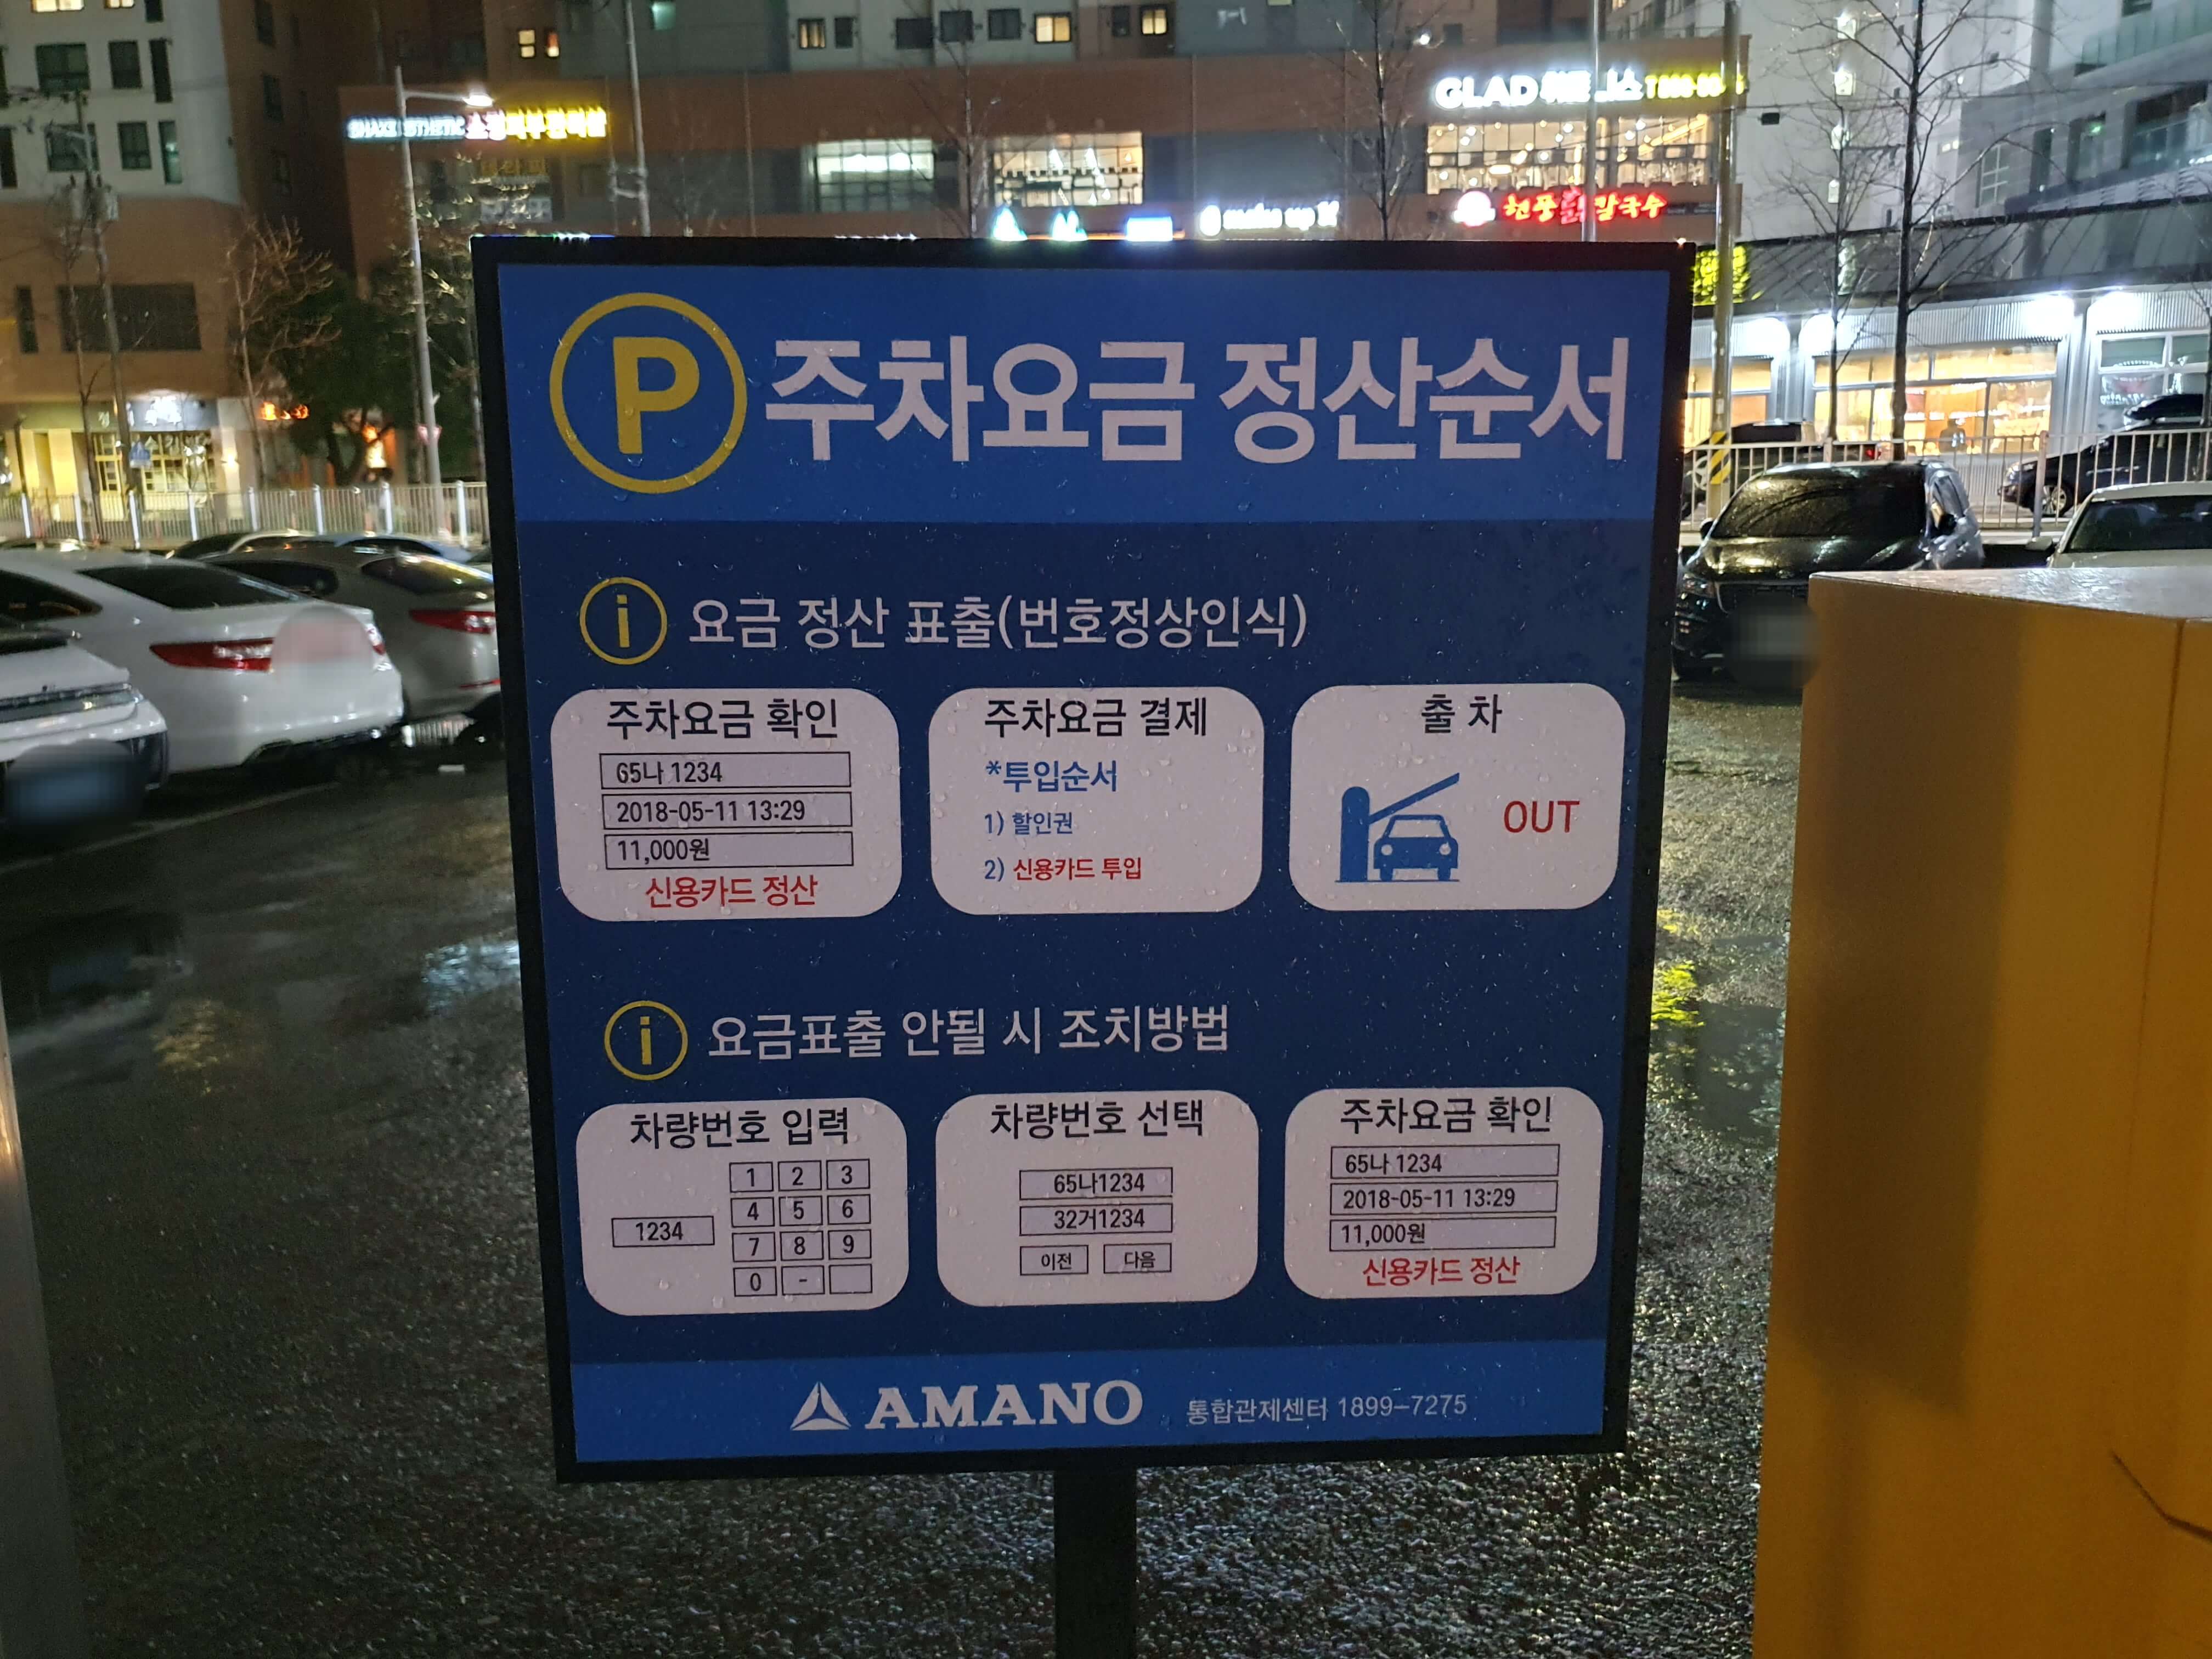 GLAD
현풍닭칼국수
P 주차요금 정산순서
i 요금 정산 표출(번호정상인식)
주차요금 확인
65나 1234
2018-05-11 13:29
11,000원
신용카드 정산
주차요금 결제
*투입순서
1) 할인권
2) 신용카드 투입
출 차
OUT
i 요금표출 안될 시 조치방법
차량번호 입력
1234
1 2 3
4 5 6
7 8 9
0 -
차량번호 선택
65나1234
32거1234
이전 다음
주차요금 확인
65나 1234
2018-05-11 13:29
11,000원
신용카드 정산
AMANO 통합관제센터 1899-7275